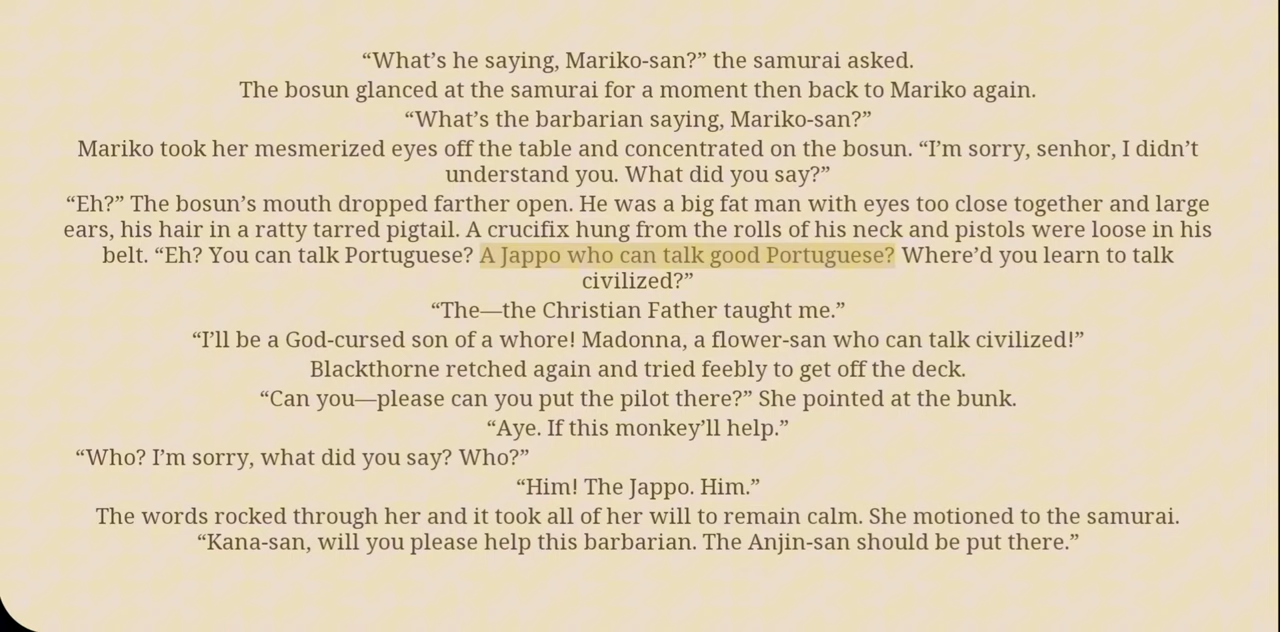 “What’s he saying, Mariko-san?” the samurai asked.
The bosun glanced at the samurai for a moment then back to Mariko again.
“What’s the barbarian saying, Mariko-san?”
Mariko took her mesmerized eyes off the table and concentrated on the bosun. “I’m sorry, senhor, I didn’t
understand you. What did you say?”
“Eh?” The bosun’s mouth dropped farther open. He was a big fat man with eyes too close together and large
ears, his hair in a ratty tarred pigtail. A crucifix hung from the rolls of his neck and pistols were loose in his
belt. “Eh? You can talk Portuguese? A Jappo who can talk good Portuguese? Where’d you learn to talk
civilized?”
“The—the Christian Father taught me.”
“I’ll be a God-cursed son of a whore! Madonna, a flower-san who can talk civilized!”
Blackthorne retched again and tried feebly to get off the deck.
“Can you—please can you put the pilot there?” She pointed at the bunk.
“Aye. If this monkey’ll help.”
“Who? I’m sorry, what did you say? Who?”
“Him! The Jappo. Him.”
The words rocked through her and it took all of her will to remain calm. She motioned to the samurai.
“Kana-san, will you please help this barbarian. The Anjin-san should be put there.”